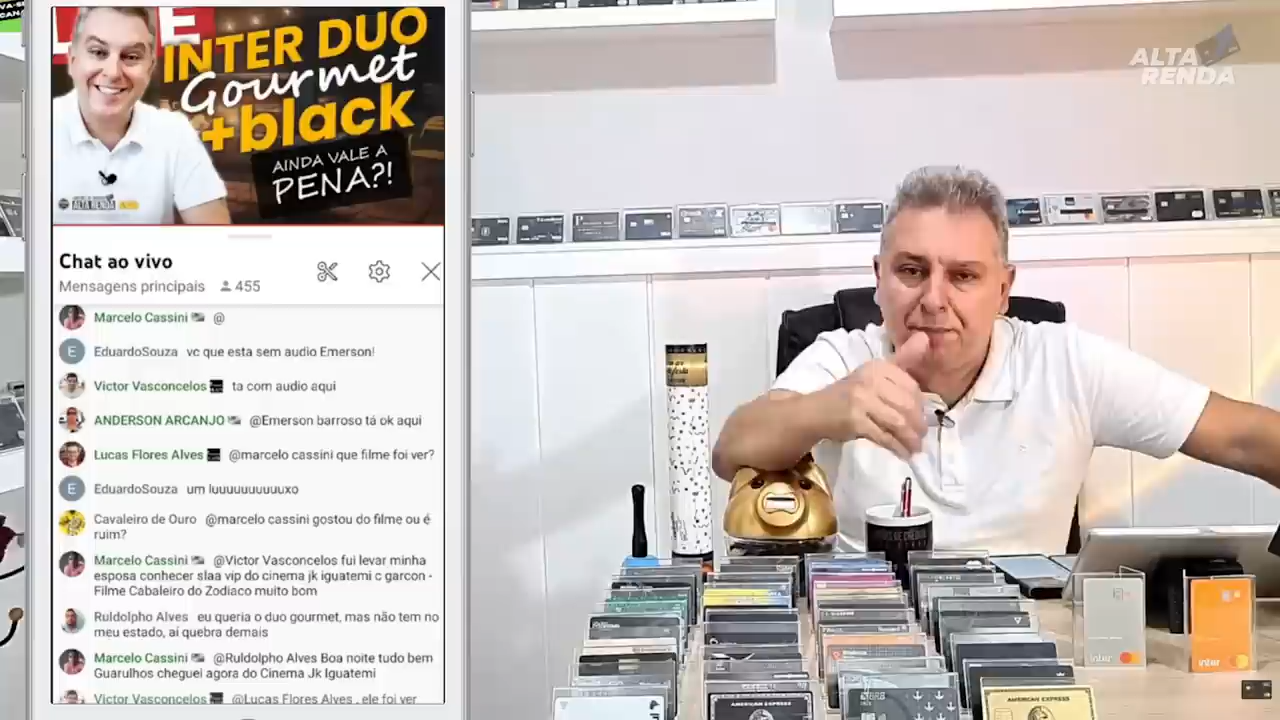 INTER DUO
Gourmet
+black
AINDA VALE A
PENA?!
ALTA RENDA
Chat ao vivo
Mensagens principais 455
Marcelo Cassini @
EduardoSouza vc que esta sem audio Emerson!
Victor Vasconcelos ta com audio aqui
ANDERSON ARCANJO @Emerson barroso tá ok aqui
Lucas Flores Alves @marcelo cassini que filme foi ver?
EduardoSouza um luuuuuuuuuuxo
Cavaleiro de Ouro @marcelo cassini gostou do filme ou é
ruim?
Marcelo Cassini @Victor Vasconcelos fui levar minha
esposa conhecer slaa vip do cinema jk iguatemi c garcon -
Filme Cabaleiro do Zodiaco muito bom
Ruldolpho Alves eu queria o duo gourmet, mas não tem no
meu estado, aí quebra demais
Marcelo Cassini @Ruldolpho Alves Boa noite tudo bem
Guarulhos cheguei agora do Cinema Jk Iguatemi
Victor Vasconcelos @Lucas Flores Alves , ele foi ver
ALTA
RENDA
inter
inter
AMERICAN EXPRESS
AMERICAN EXPRESS